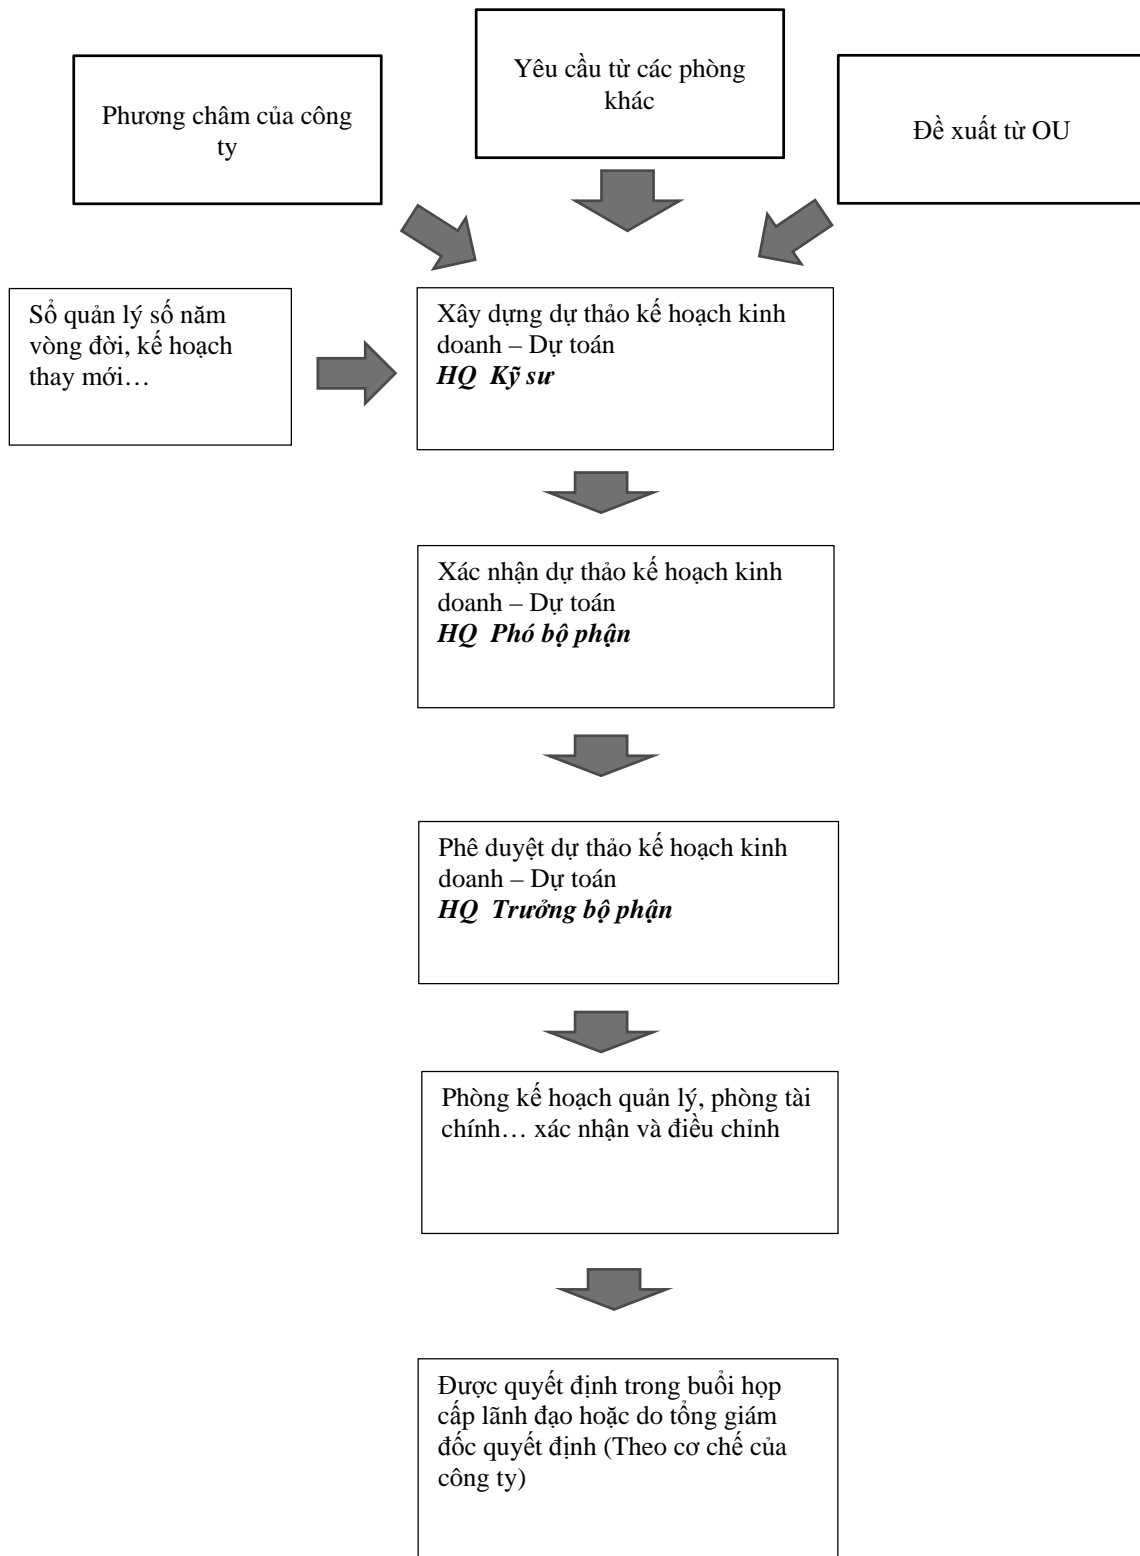 Phương châm của công
ty
Yêu cầu từ các phòng
khác
Đề xuất từ OU
Sổ quản lý số năm
vòng đời, kế hoạch
thay mới…
Xây dựng dự thảo kế hoạch kinh
doanh – Dự toán
HQ Kỹ sư
Xác nhận dự thảo kế hoạch kinh
doanh – Dự toán
HQ Phó bộ phận
Phê duyệt dự thảo kế hoạch kinh
doanh – Dự toán
HQ Trưởng bộ phận
Phòng kế hoạch quản lý, phòng tài
chính… xác nhận và điều chỉnh
Được quyết định trong buổi họp
cấp lãnh đạo hoặc do tổng giám
đốc quyết định (Theo cơ chế của
công ty)